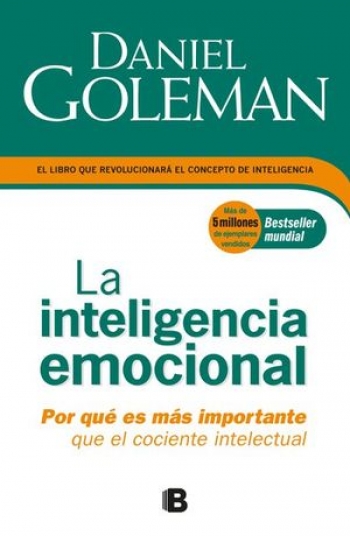 DANIEL
GOLEMAN
EL LIBRO QUE REVOLUCIONARÁ EL CONCEPTO DE INTELIGENCIA
Más de
5 millones
de ejemplares
vendidos
Bestseller
mundial
La
inteligencia
emocional
Por qué es más importante
que el cociente intelectual
B